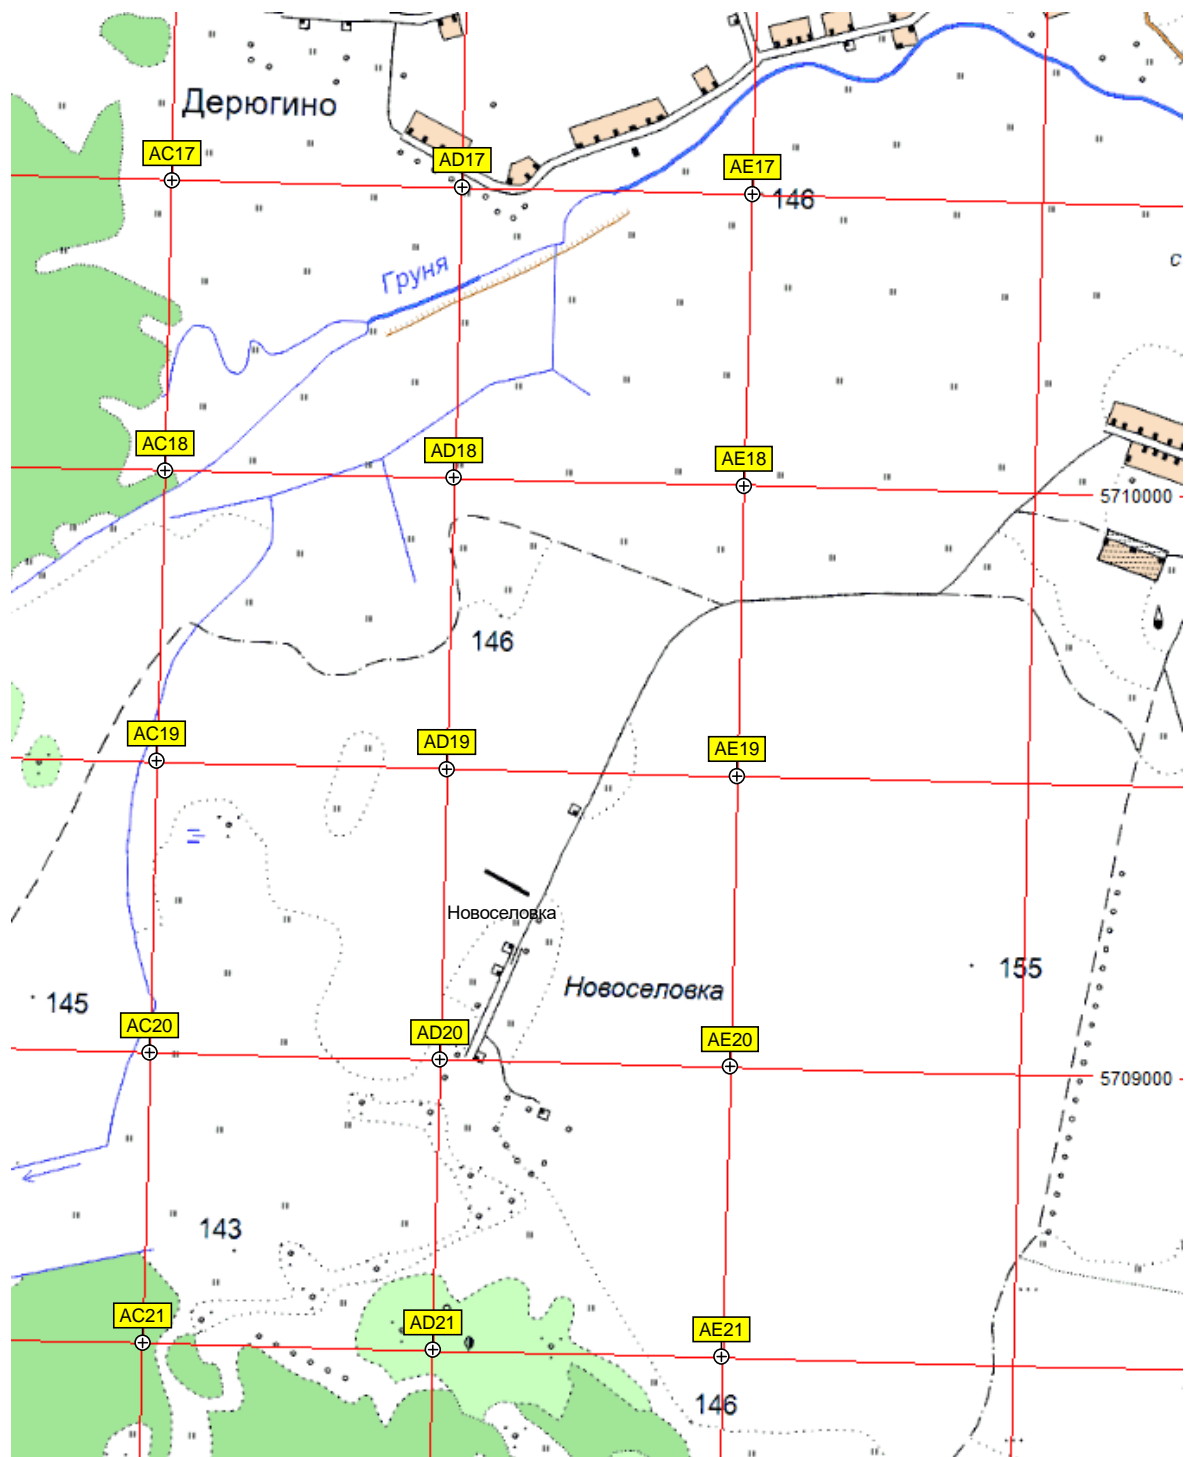 Дерюгино
AC17
AD17
AE17
146
с
Груня
AC18
AD18
AE18
5710000
146
AC19
AD19
AE19
Новоселовка
155
Новоселовка
145
AC20
AD20
AE20
5709000
143
AC21
AD21
AE21
146